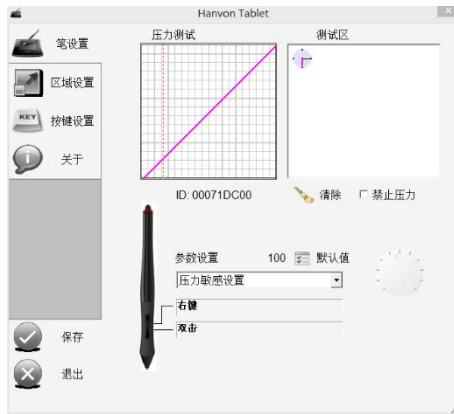 Hanvon Tablet
笔设置
区域设置
KEY
按键设置
关于
压力测试
测试区
ID: 00071DC00
清除
禁止压力
参数设置
100
默认值
压力敏感设置
右键
双击
保存
退出